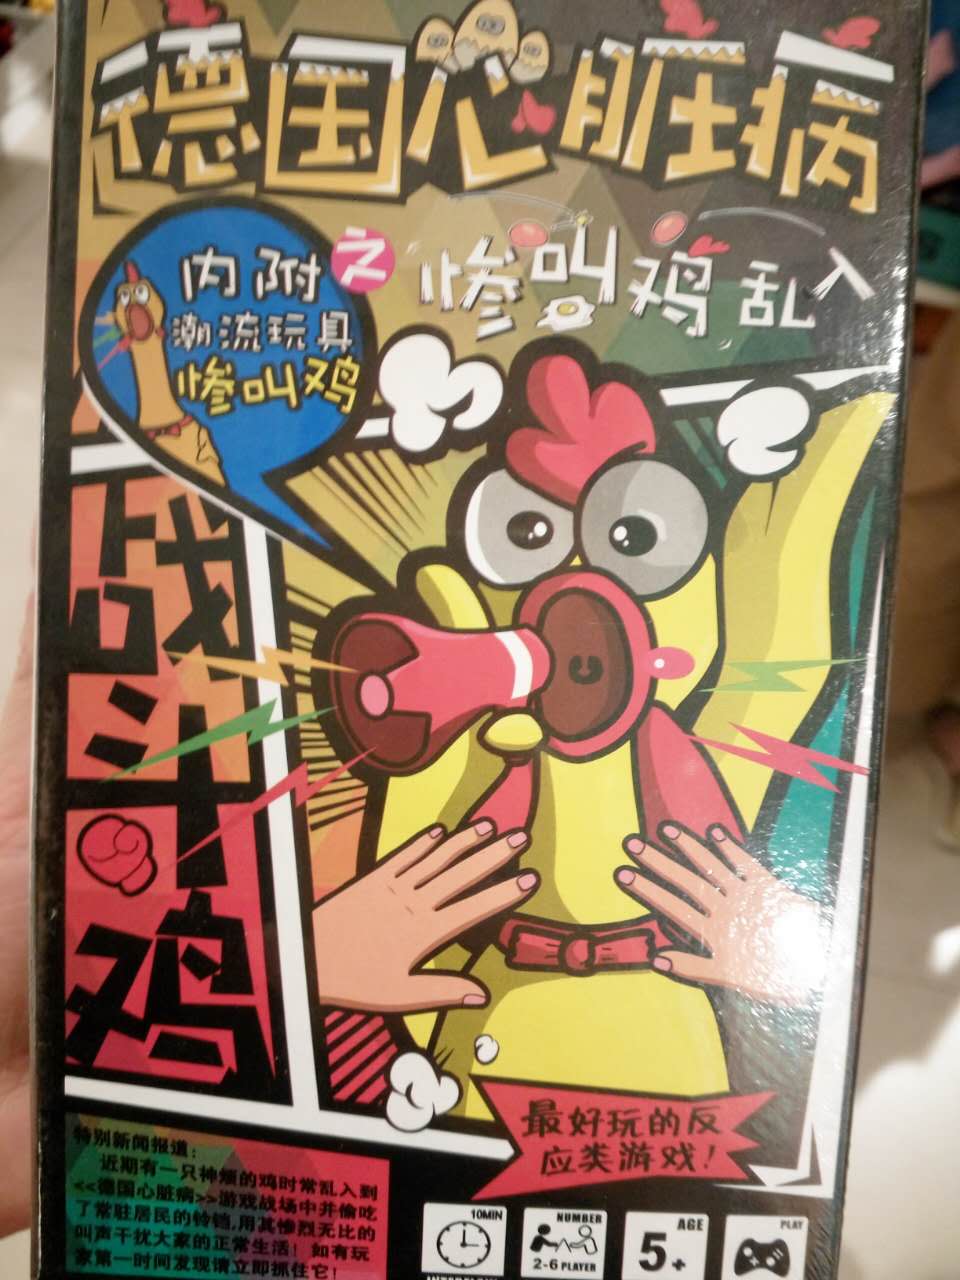 德国心脏病
之惨叫鸡乱入
内附
潮流玩具
惨叫鸡
战斗鸡
最好玩的反
应类游戏！
特别新闻报道：
近期有一只神烦的鸡时常乱入到
<<德国心脏病>>游戏战场中并偷吃
了常驻居民的铃铛,用其惨烈无比的
叫声干扰大家的正常生活！如有玩
家第一时间发现请立即抓住它！
10MIN
NUMBER
2-6 PLAYER
AGE
5+
PLAY